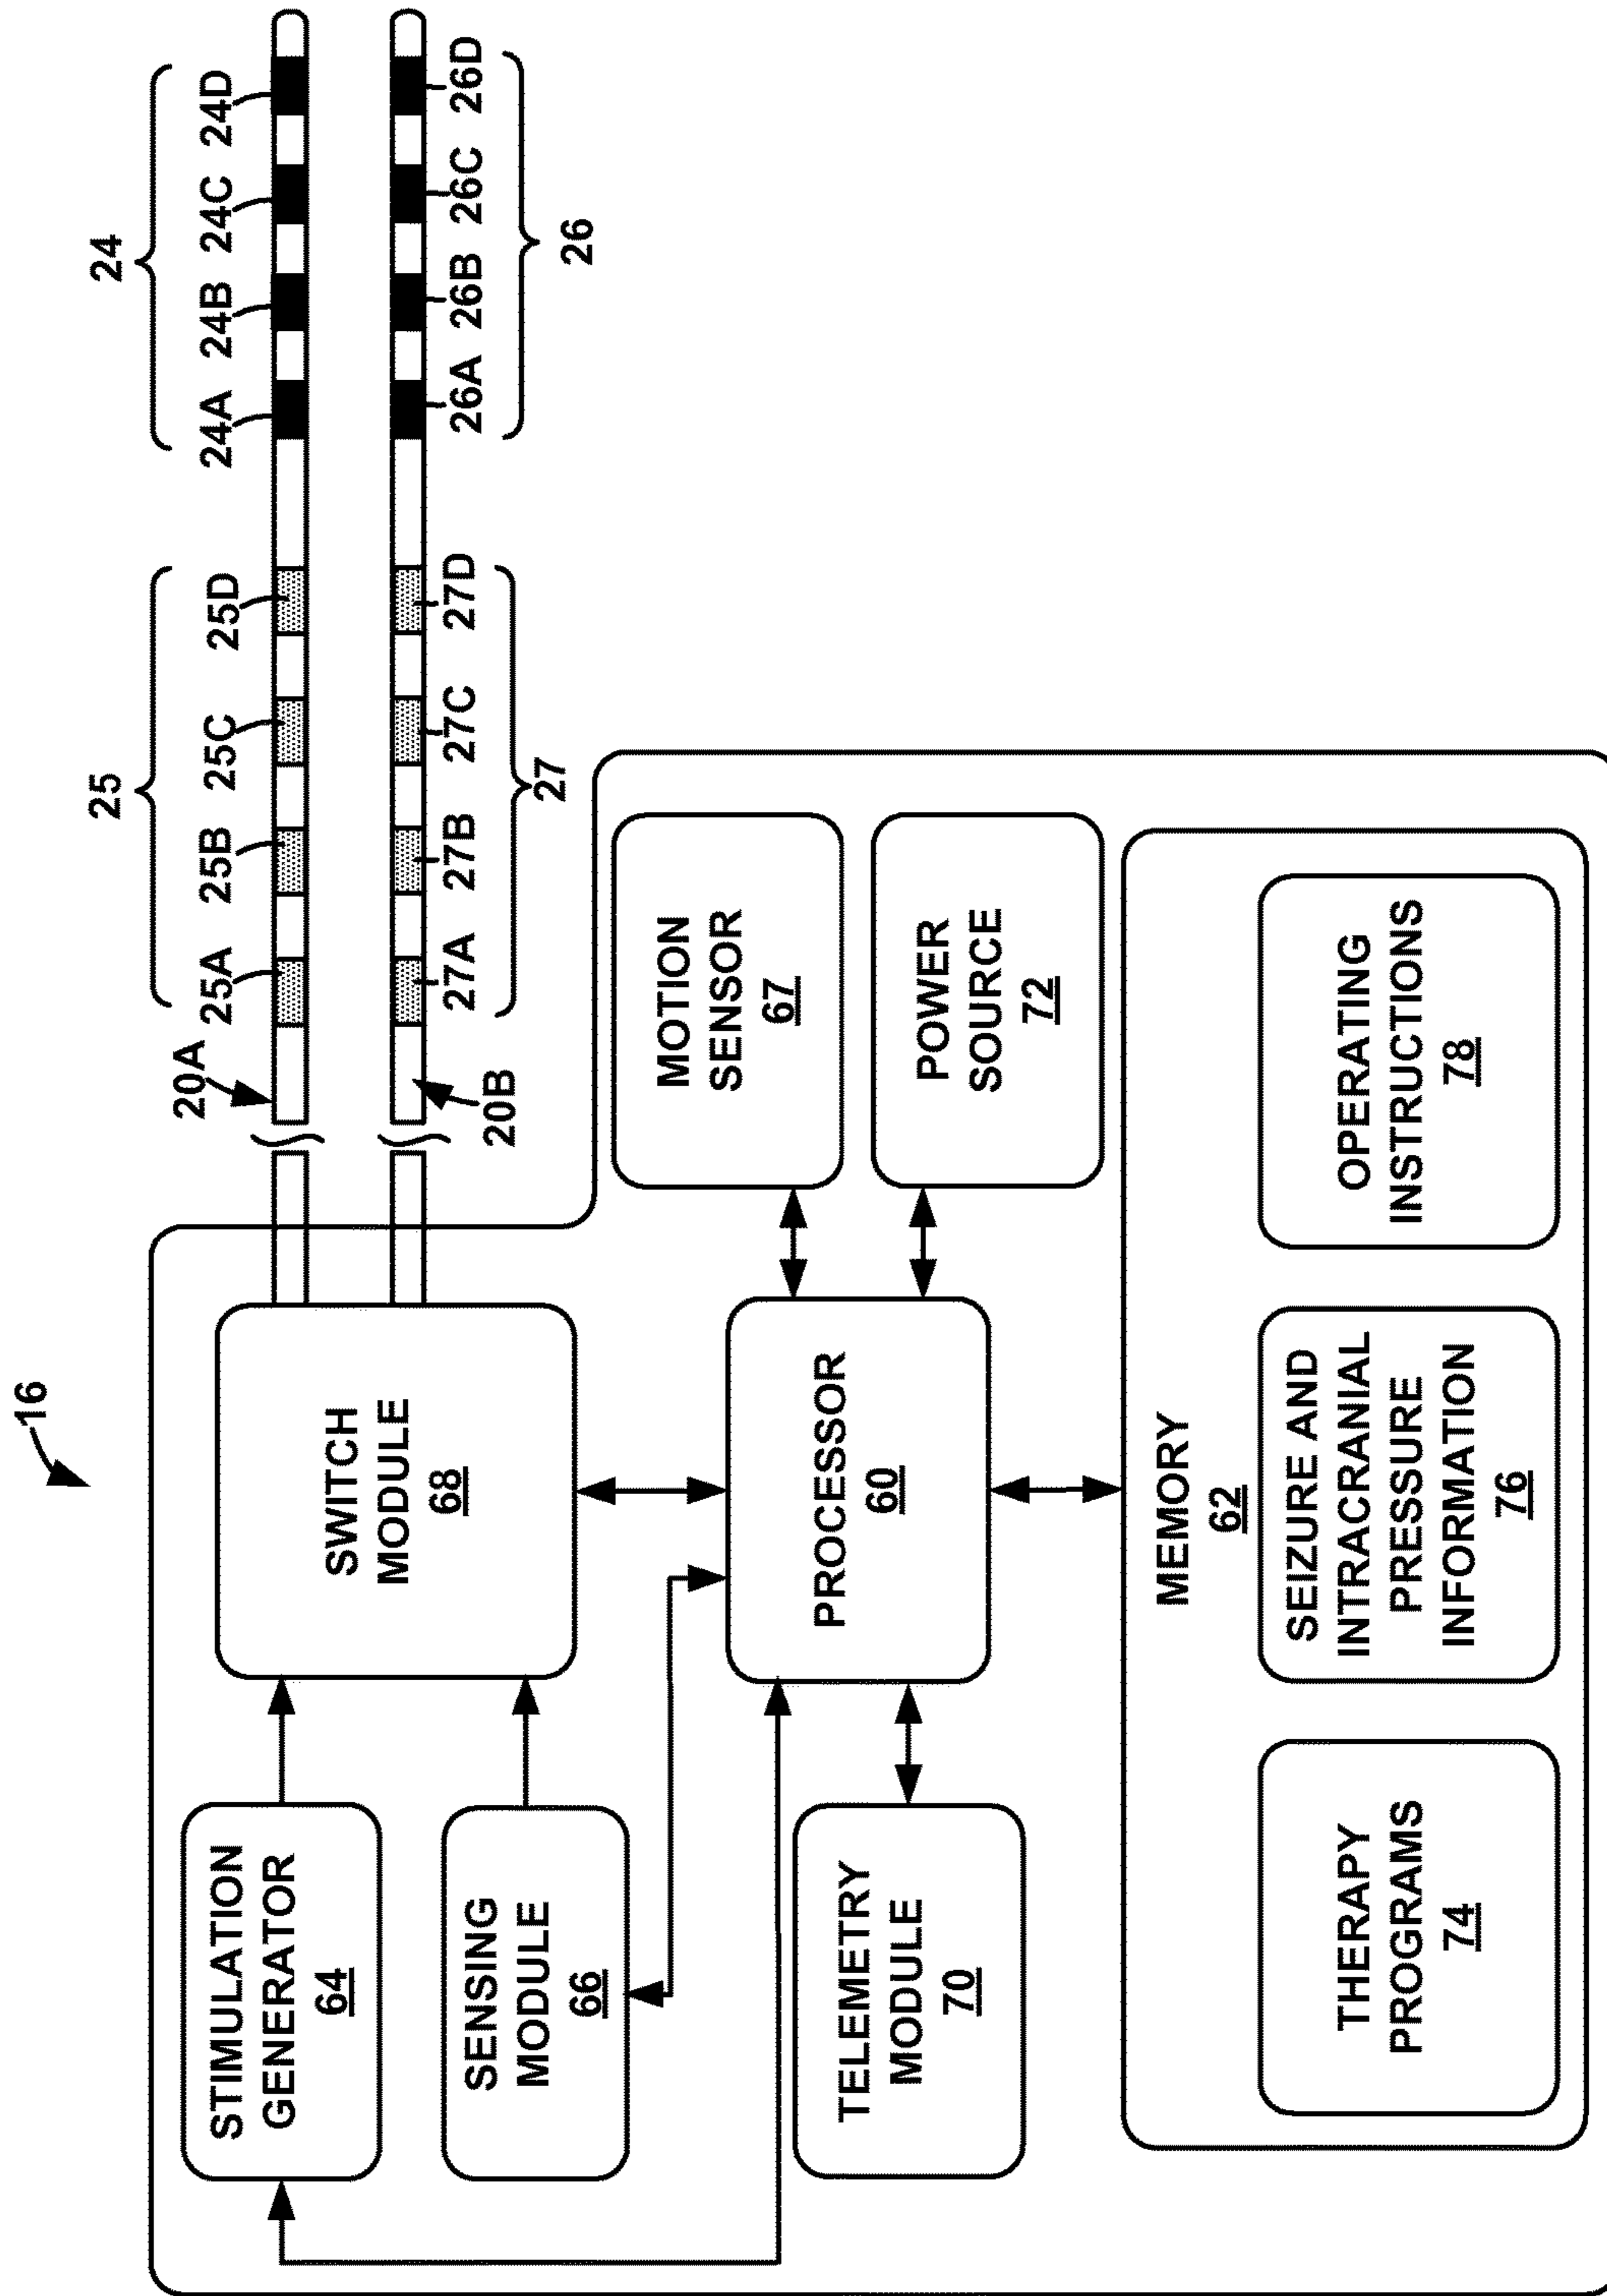 16
24
24A
24B
24C
24D
25
25A
25B
25C
25D
20A
20B
27A
27B
27C
27D
27
26A
26B
26C
26D
26
STIMULATION
GENERATOR
64
SWITCH
MODULE
68
SENSING
MODULE
66
MOTION
SENSOR
67
PROCESSOR
60
TELEMETRY
MODULE
70
POWER
SOURCE
72
MEMORY
62
THERAPY
PROGRAMS
74
SEIZURE AND
INTRACRANIAL
PRESSURE
INFORMATION
76
OPERATING
INSTRUCTIONS
78